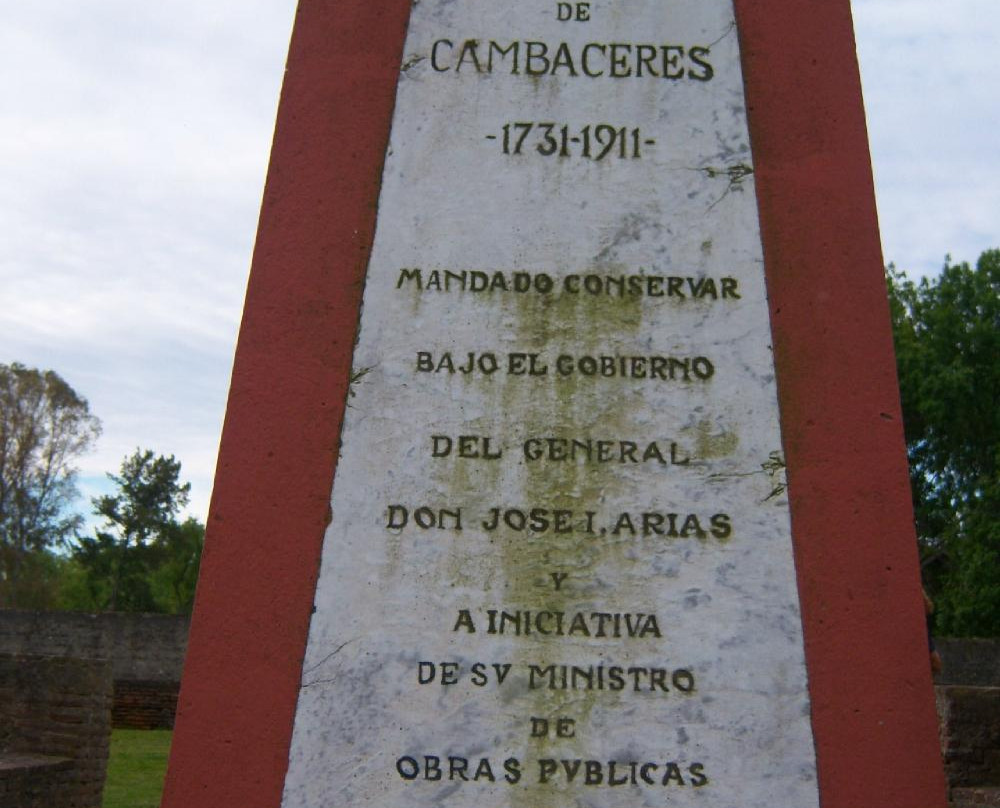 DE
CAMBACERES
-1731-1911-
MANDADO CONSERVAR
BAJO EL GOBIERNO
DEL GENERAL
DON JOSE I. ARIAS
Y
A INICIATIVA
DE SV MINISTRO
DE
OBRAS PVBLICAS